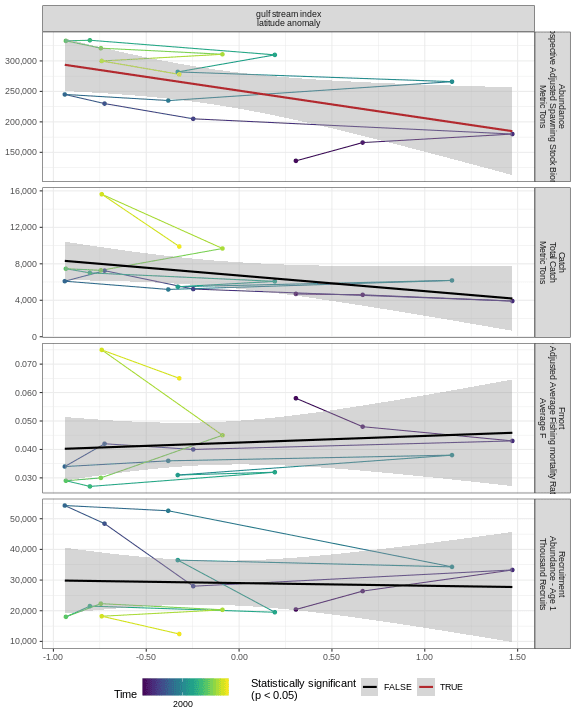 gulf stream index
latitude anomaly
300,000
250,000
200,000
150,000
Abundance
Adjusted Spawning Stock
Metric Tons
16,000
12,000
8,000
4,000
0
Catch
Total Catch
Metric Tons
0.070
0.060
0.050
0.040
0.030
Fmort
Adjusted Average Fishing mortality
Average F
50,000
40,000
30,000
20,000
10,000
Recruitment
Abundance - Age 1
Thousand Recruits
-1.00 -0.50 0.00 0.50 1.00 1.50
Time
2000
Statistically significant
(p < 0.05)
FALSE TRUE